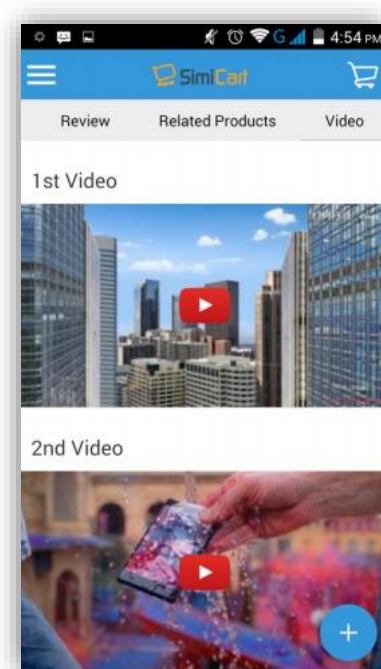 G 4:54 PM
SimiCart
Review Related Products Video
1st Video
2nd Video
+